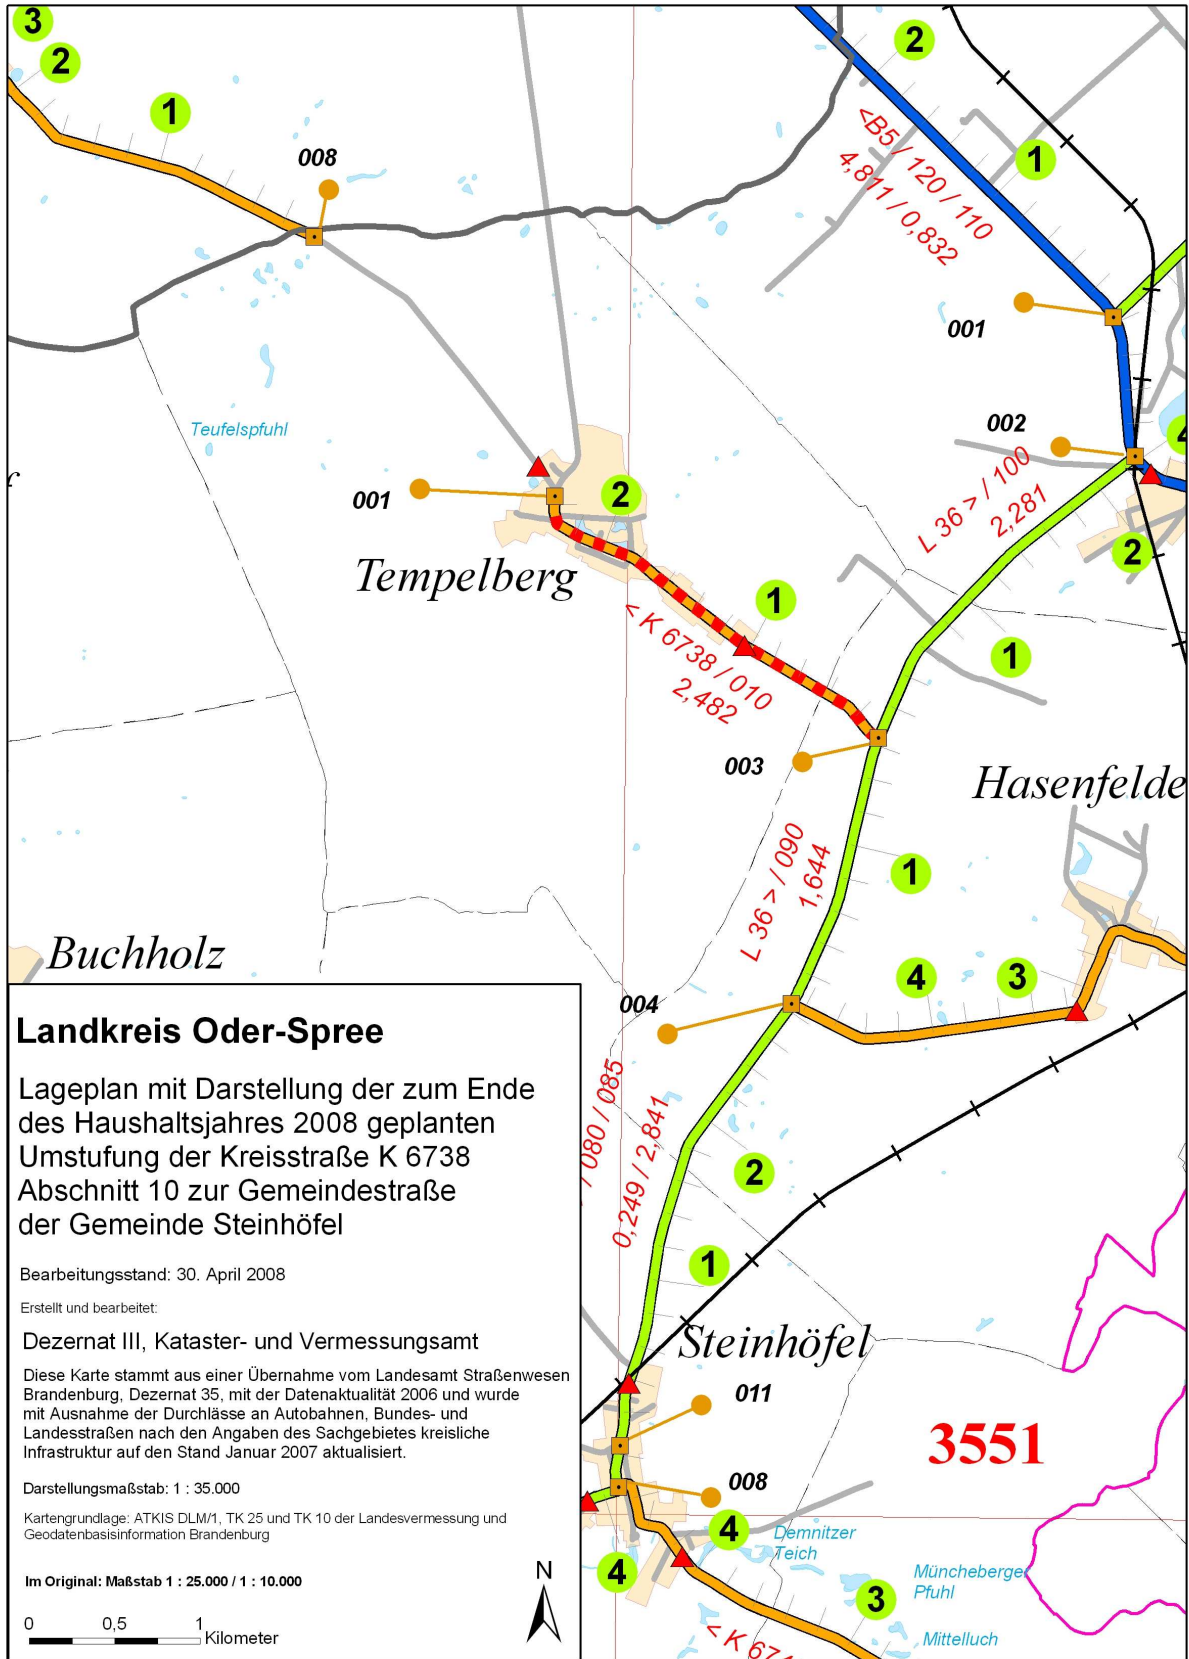 3
2
1
008
2
1
<B5 / 120 / 110
4,811 / 0,832
001
002
4
L 36 > / 100
2,281
2
Teufelspfuhl
001
2
Tempelberg
1
< K 6738 / 010
2,482
1
003
Hasenfelde
L 36 > / 090
1,644
1
Buchholz
004
4
3
/ 080 / 085
0,249 / 2,841
2
1
Steinhöfel
011
3551
008
4
Demnitzer
Teich
4
Müncheberger
Pfuhl
3
Mittelluch
< K 674
Landkreis Oder-Spree
Lageplan mit Darstellung der zum Ende
des Haushaltsjahres 2008 geplanten
Umstufung der Kreisstraße K 6738
Abschnitt 10 zur Gemeindestraße
der Gemeinde Steinhöfel
Bearbeitungsstand: 30. April 2008
Erstellt und bearbeitet:
Dezernat III, Kataster- und Vermessungsamt
Diese Karte stammt aus einer Übernahme vom Landesamt Straßenwesen
Brandenburg, Dezernat 35, mit der Datenaktualität 2006 und wurde
mit Ausnahme der Durchlässe an Autobahnen, Bundes- und
Landesstraßen nach den Angaben des Sachgebietes kreisliche
Infrastruktur auf den Stand Januar 2007 aktualisiert.
Darstellungsmaßstab: 1 : 35.000
Kartengrundlage: ATKIS DLM/1, TK 25 und TK 10 der Landesvermessung und
Geodatenbasisinformation Brandenburg
Im Original: Maßstab 1 : 25.000 / 1 : 10.000
N
0 0,5 1
Kilometer